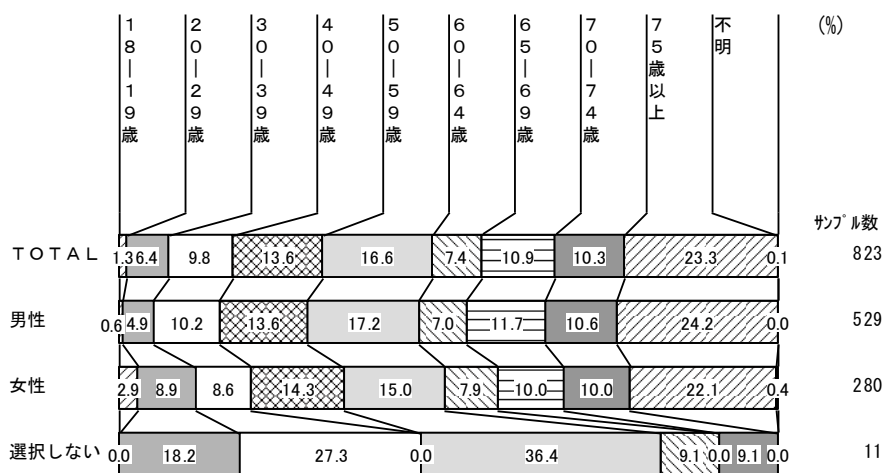 18―19歳
20―29歳
30―39歳
40―49歳
50―59歳
60―64歳
65―69歳
70―74歳
75歳以上
不明
(%)
サンプル数
TOTAL 1.3 6.4 9.8 13.6 16.6 7.4 10.9 10.3 23.3 0.1 823
男性 0.6 4.9 10.2 13.6 17.2 7.0 11.7 10.6 24.2 0.0 529
女性 2.9 8.9 8.6 14.3 15.0 7.9 10.0 10.0 22.1 0.4 280
選択しない 0.0 18.2 27.3 0.0 36.4 9.1 0.0 9.1 0.0 11